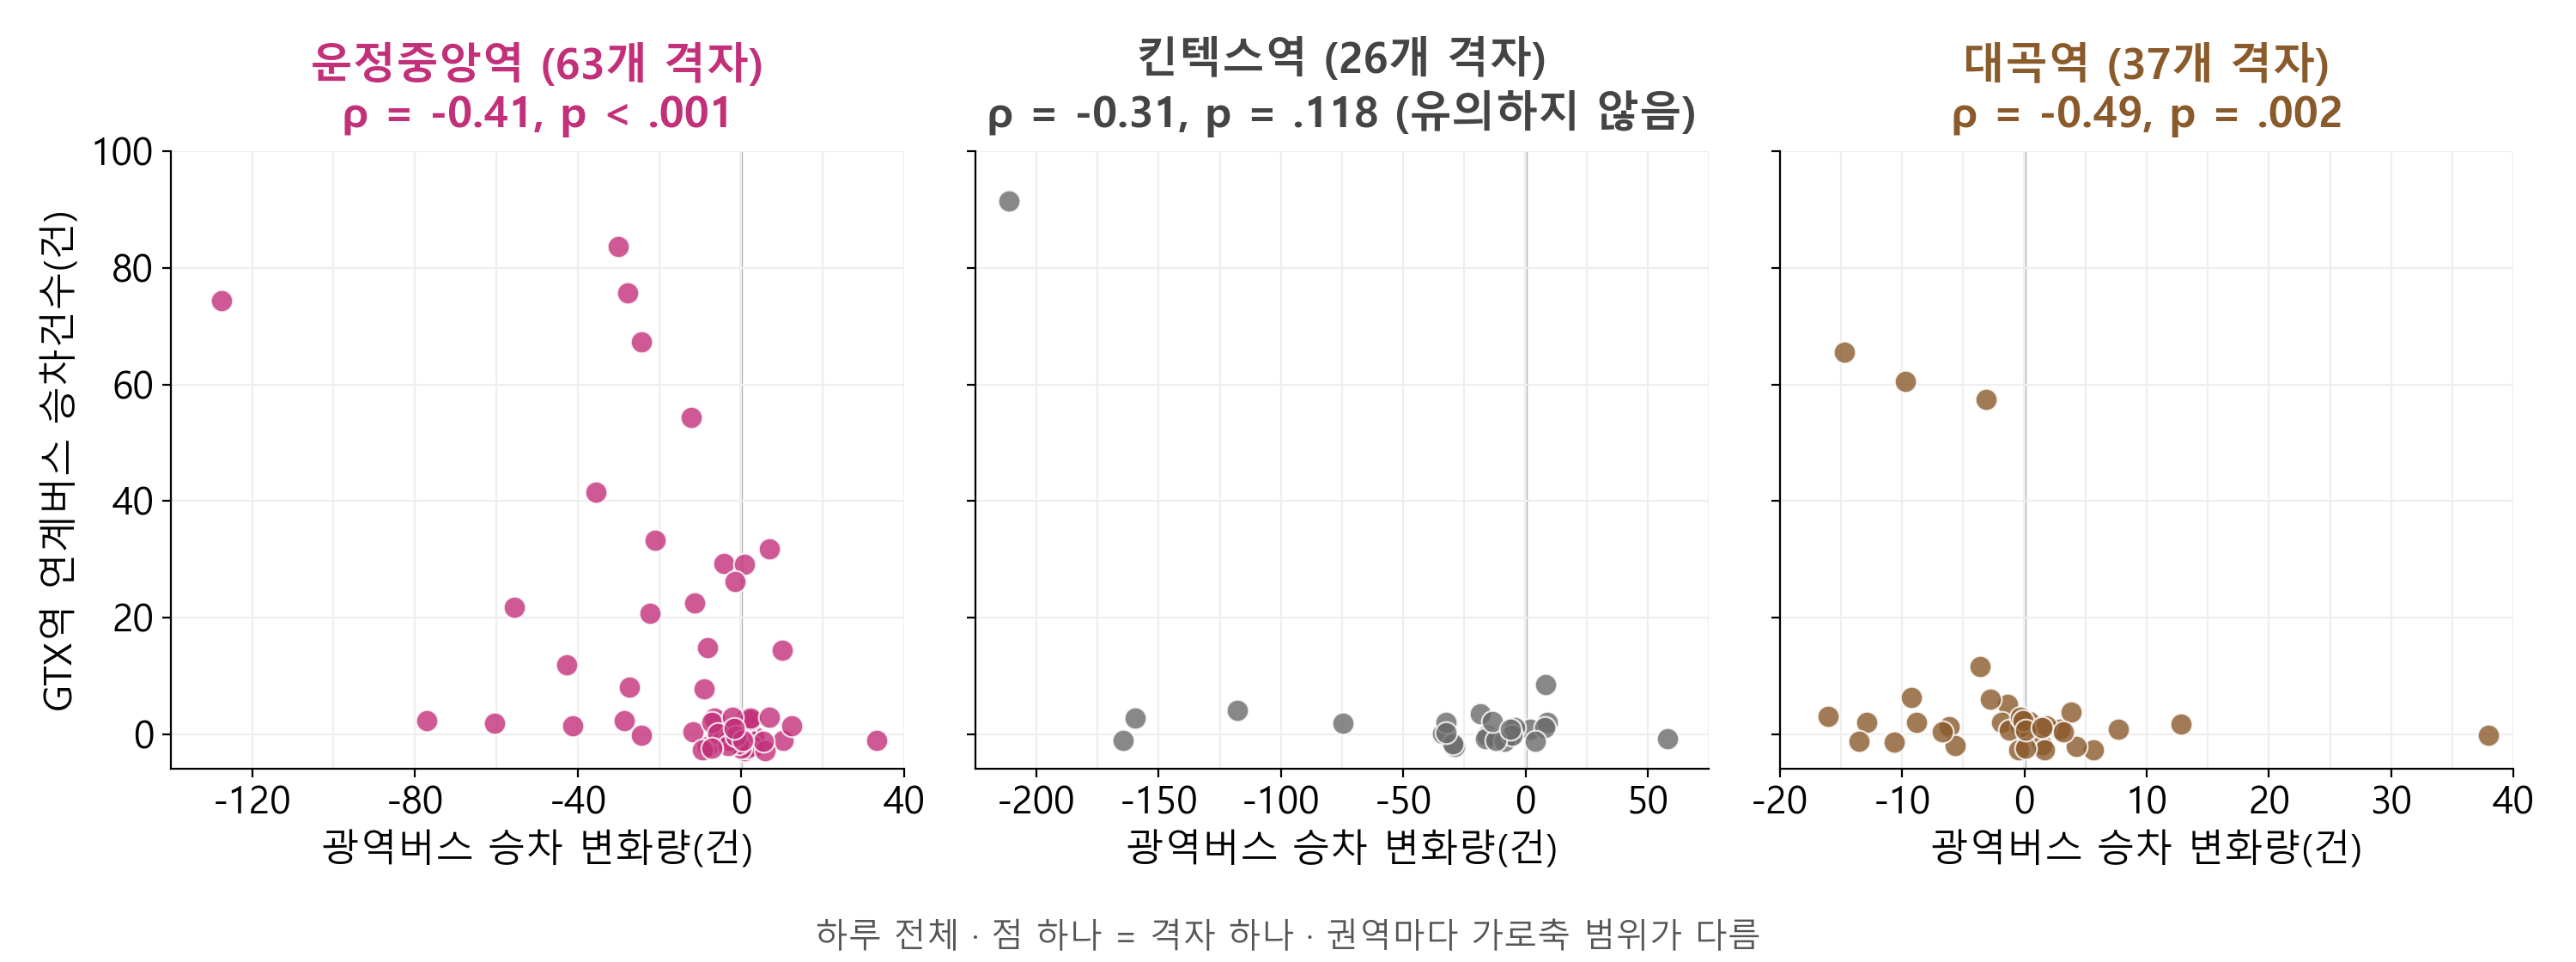 운정중앙역 (63개 격자)
ρ = -0.41, p < .001
킨텍스역 (26개 격자)
ρ = -0.31, p = .118 (유의하지 않음)
대곡역 (37개 격자)
ρ = -0.49, p = .002
GTX역 연계버스 승차건수(건)
100
80
60
40
20
0
-120 -80 -40 0 40
-200 -150 -100 -50 0 50
-20 -10 0 10 20 30 40
광역버스 승차 변화량(건)
광역버스 승차 변화량(건)
광역버스 승차 변화량(건)
하루 전체 · 점 하나 = 격자 하나 · 권역마다 가로축 범위가 다름